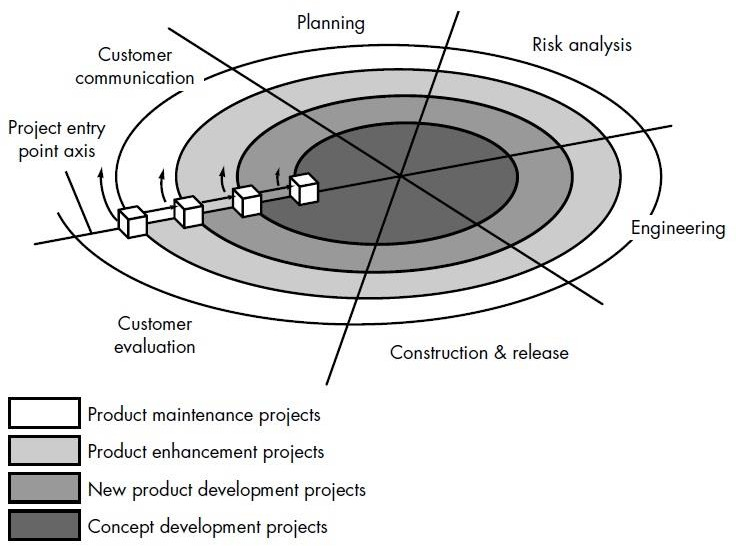 Planning
Risk analysis
Customer
communication
Project entry
point axis
Engineering
Customer
evaluation
Construction & release
Product maintenance projects
Product enhancement projects
New product development projects
Concept development projects